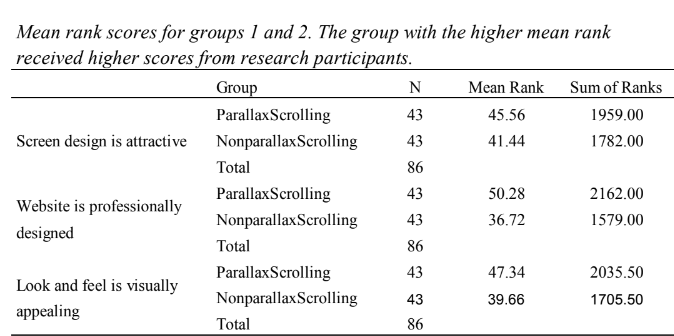 Mean rank scores for groups 1 and 2. The group with the higher mean rank
received higher scores from research participants.
Group N Mean Rank Sum of Ranks
Screen design is attractive
ParallaxScrolling 43 45.56 1959.00
NonparallaxScrolling 43 41.44 1782.00
Total 86
Website is professionally
designed
ParallaxScrolling 43 50.28 2162.00
NonparallaxScrolling 43 36.72 1579.00
Total 86
Look and feel is visually
appealing
ParallaxScrolling 43 47.34 2035.50
NonparallaxScrolling 43 39.66 1705.50
Total 86